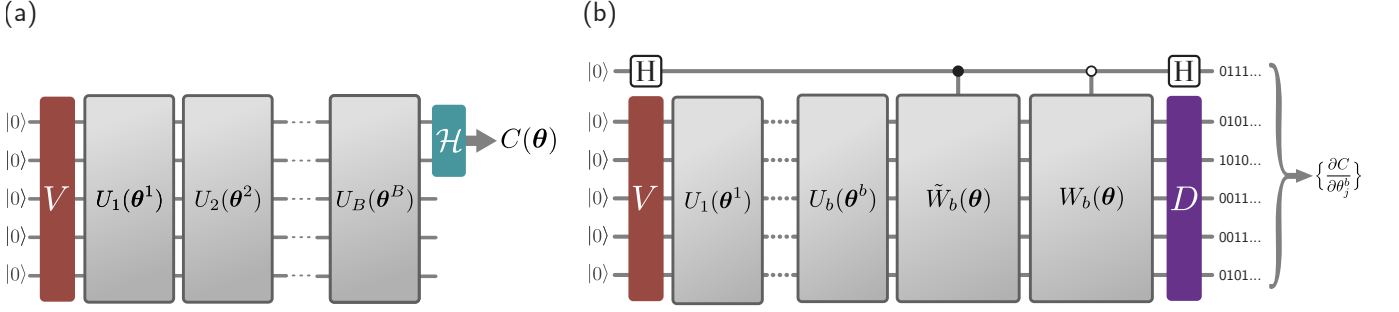 (a)
(b)
|0⟩ H H 0111...
|0⟩ |0⟩ 0101...
|0⟩ ℋ C(θ) |0⟩ 1010...
|0⟩ V U₁(θ¹) U₂(θ²) U_B(θ^B) |0⟩ V U₁(θ¹) U_b(θ^b) W̃_b(θ) W_b(θ) D 0011... {∂C/∂θ_j^b}
|0⟩ |0⟩ 0011...
|0⟩ |0⟩ 0101...